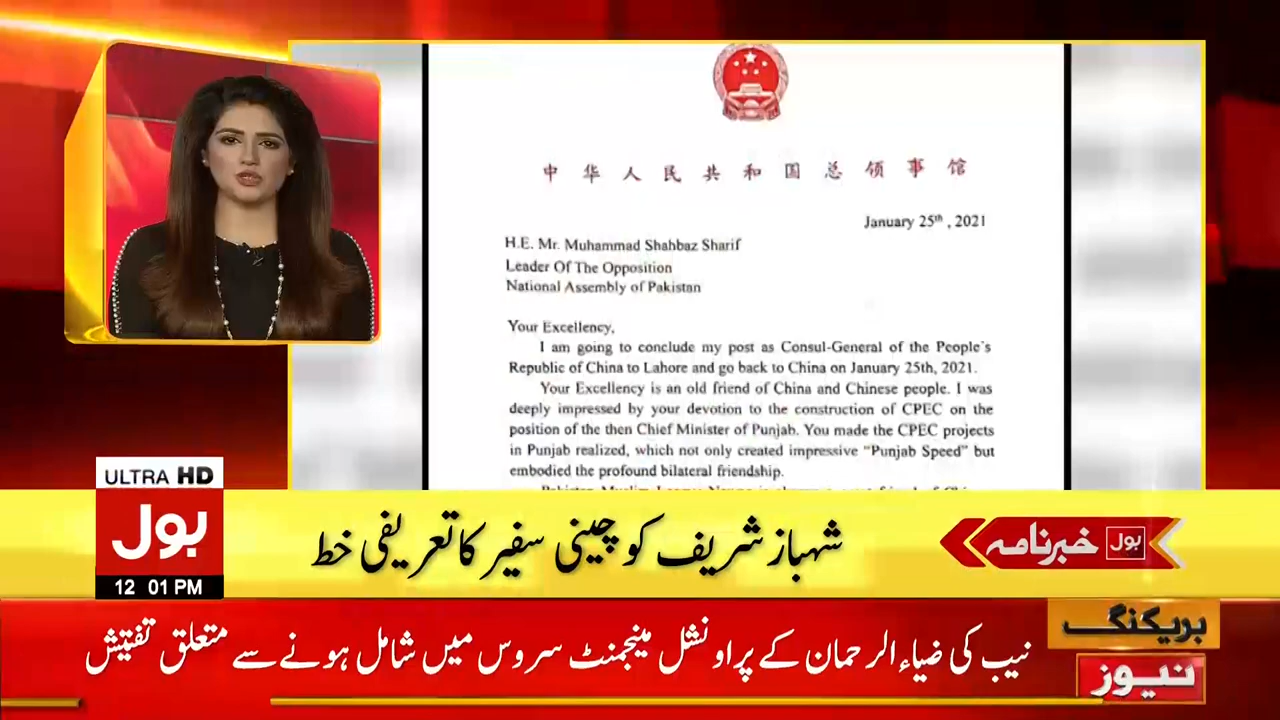 中华人民共和国总领事馆
January 25th, 2021
H.E. Mr. Muhammad Shahbaz Sharif
Leader Of The Opposition
National Assembly of Pakistan
Your Excellency,
I am going to conclude my post as Consul-General of the People's
Republic of China to Lahore and go back to China on January 25th, 2021.
Your Excellency is an old friend of China and Chinese people. I was
deeply impressed by your devotion to the construction of CPEC on the
position of the then Chief Minister of Punjab. You made the CPEC projects
in Punjab realized, which not only created impressive "Punjab Speed" but
embodied the profound bilateral friendship.
ULTRA HD
بول
12 01 PM
شہباز شریف کو چینی سفیر کا تعریفی خط
بول خبرنامہ
بریکنگ
نیوز
نیب کی ضیاء الرحمان کے پراونشل مینجمنٹ سروس میں شامل ہونے سے متعلق تفتیش